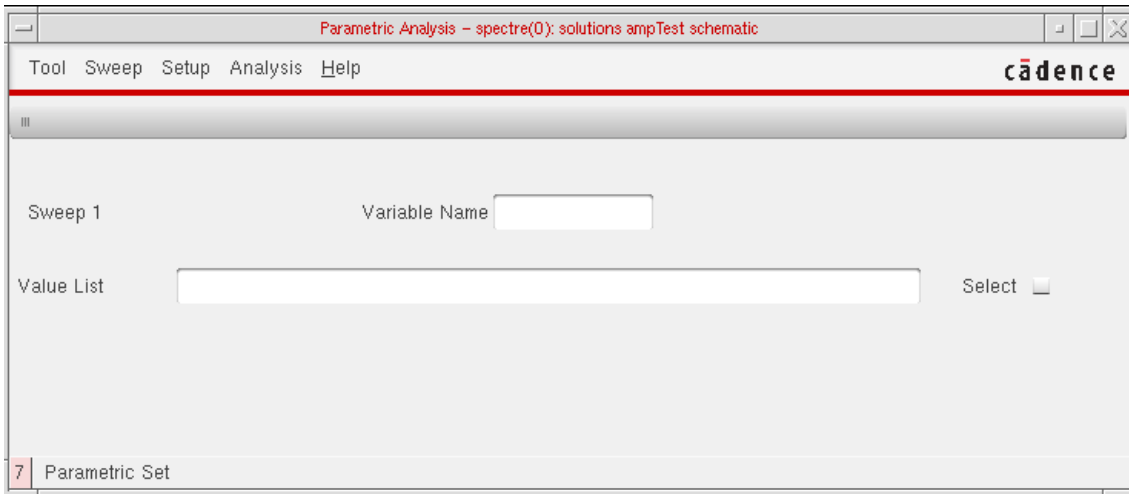 Parametric Analysis – spectre(0): solutions ampTest schematic
Tool Sweep Setup Analysis Help
cādence
Sweep 1 Variable Name
Value List Select
7 Parametric Set